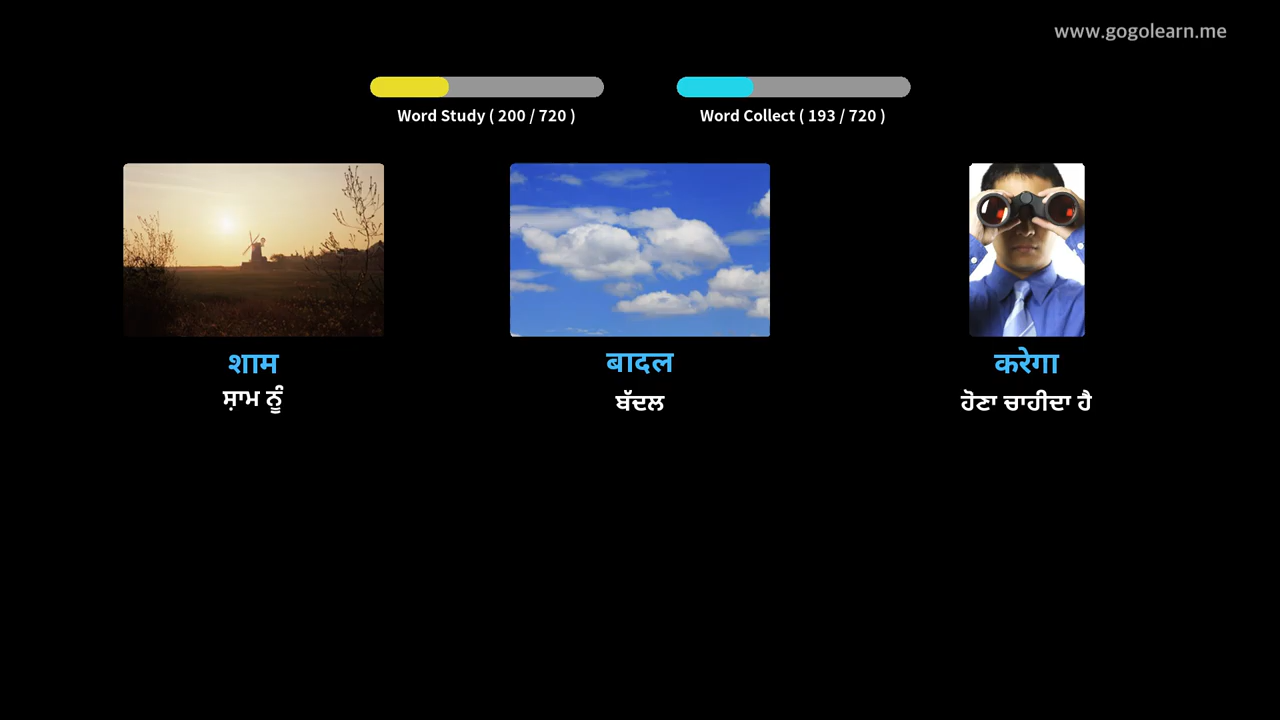 www.gogolearn.me
Word Study ( 200 / 720 )
Word Collect ( 193 / 720 )
शाम
ਸ਼ਾਮ ਨੂੰ
बादल
ਬੱਦਲ
करेगा
ਹੋਣਾ ਚਾਹੀਦਾ ਹੈ